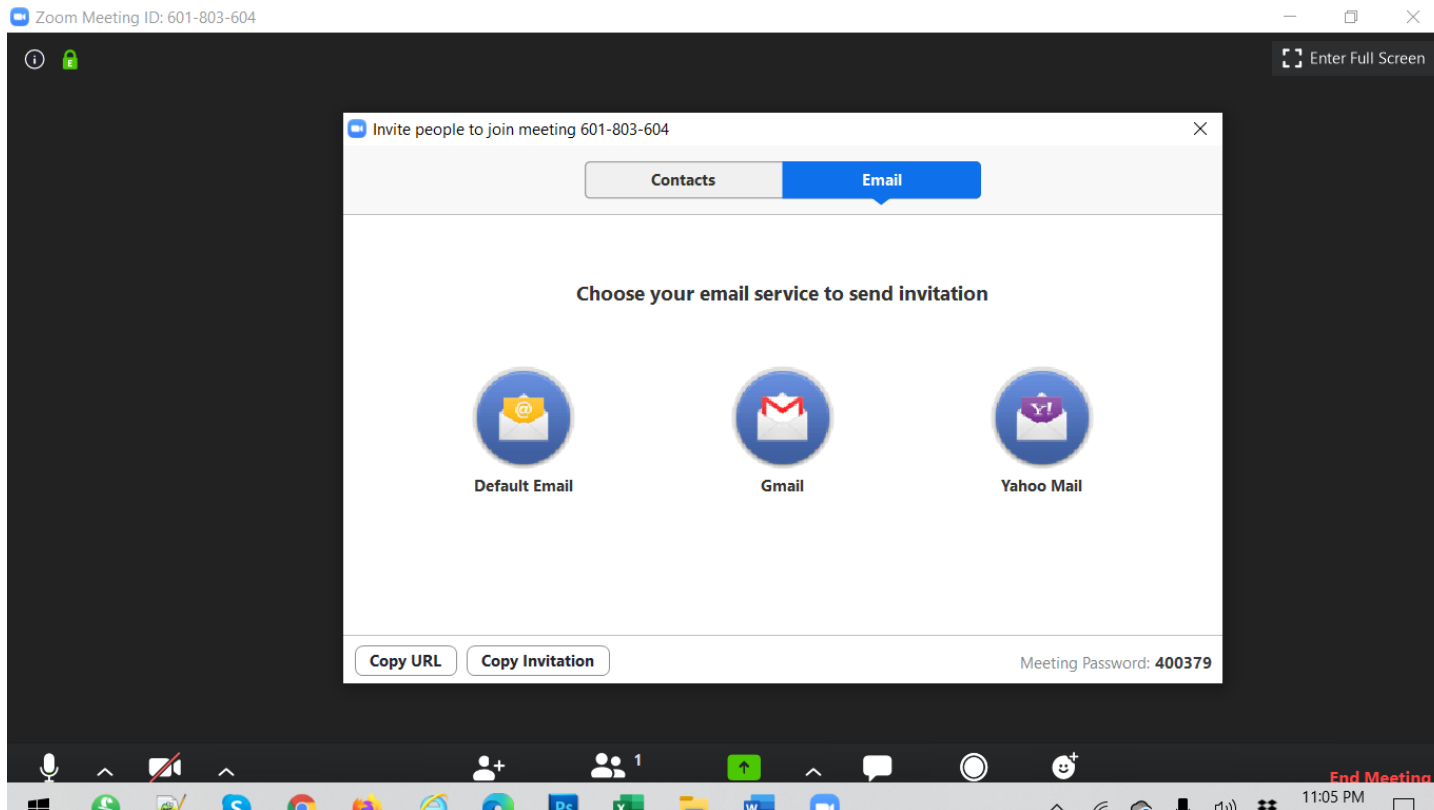 Zoom Meeting ID: 601-803-604
E
Enter Full Screen
Invite people to join meeting 601-803-604
Contacts
Email
Choose your email service to send invitation
@
Y!
Default Email
Gmail
Yahoo Mail
Copy URL
Copy Invitation
Meeting Password: 400379
1
End Meeting
S
S
Ps
X
W
11:05 PM